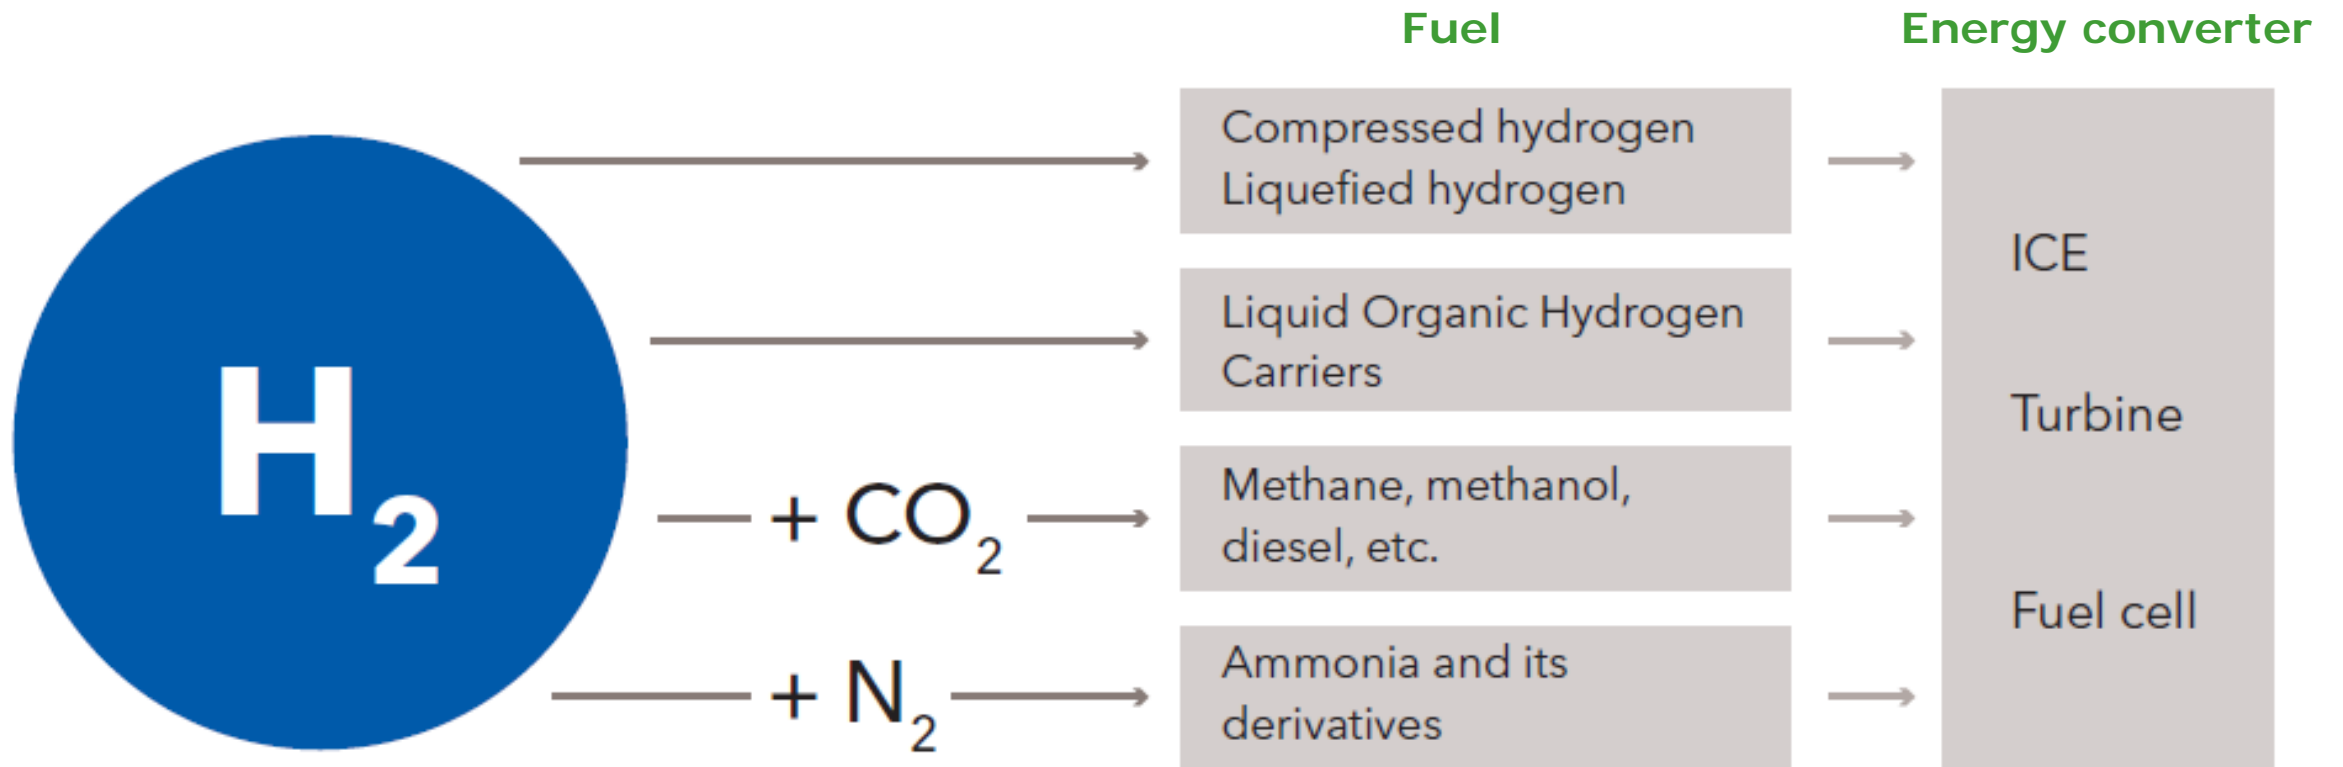 Fuel
Energy converter
H₂
Compressed hydrogen
Liquefied hydrogen
Liquid Organic Hydrogen
Carriers
+ CO₂
Methane, methanol,
diesel, etc.
+ N₂
Ammonia and its
derivatives
ICE
Turbine
Fuel cell